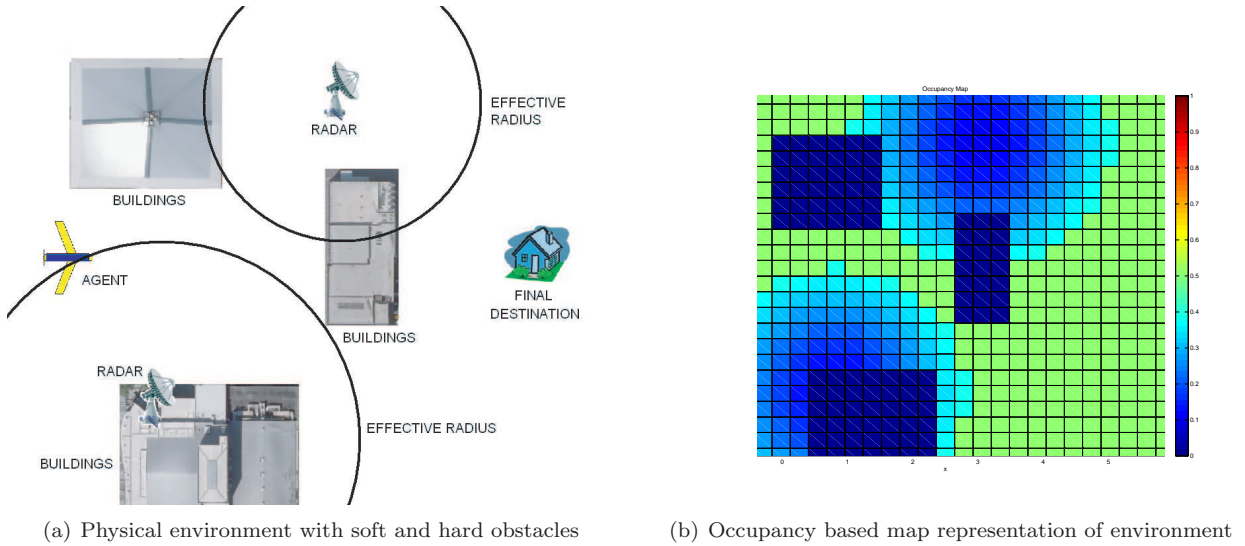 RADAR
EFFECTIVE
RADIUS
BUILDINGS
AGENT
FINAL
DESTINATION
BUILDINGS
RADAR
EFFECTIVE RADIUS
BUILDINGS
(a) Physical environment with soft and hard obstacles
Occupancy Map
1
0.9
0.8
0.7
0.6
0.5
0.4
0.3
0.2
0.1
0
0 1 2 3 4 5
x
(b) Occupancy based map representation of environment